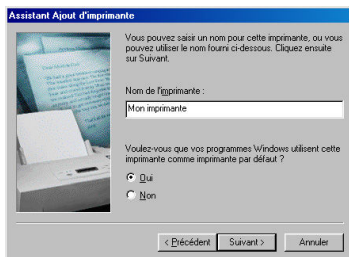 Assistant Ajout d'imprimante
Vous pouvez saisir un nom pour cette imprimante, ou vous
pouvez utiliser le nom fourni ci-dessous. Cliquez ensuite
sur Suivant.
Nom de l'imprimante :
Mon imprimante
Voulez-vous que vos programmes Windows utilisent cette
imprimante comme imprimante par défaut ?
Oui
Non
< Précédent
Suivant >
Annuler